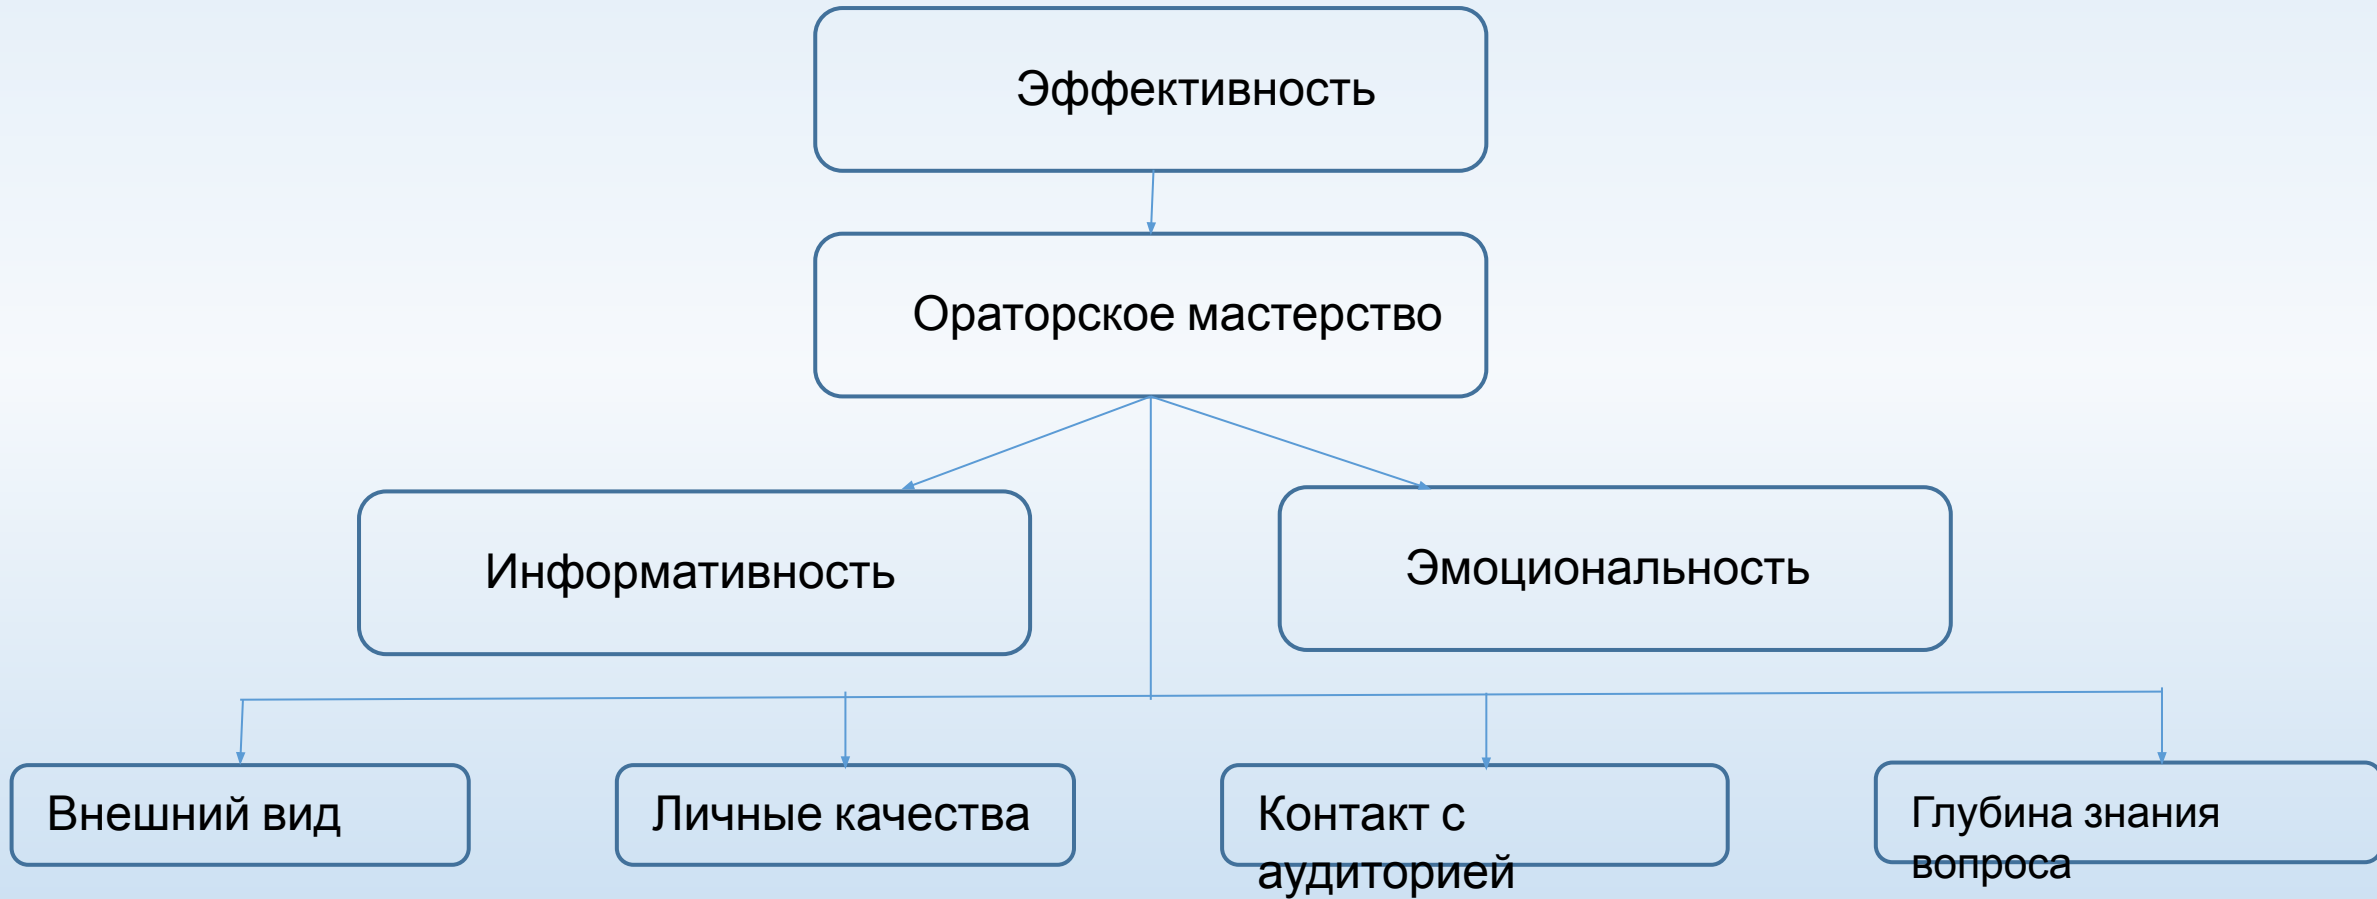 Эффективность
Ораторское мастерство
Информативность
Эмоциональность
Внешний вид
Личные качества
Контакт с
аудиторией
Глубина знания
вопроса